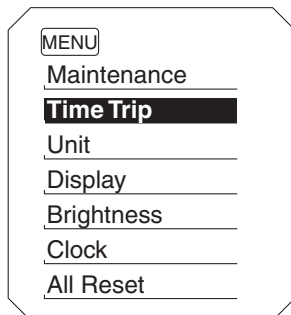 MENU
Maintenance
Time Trip
Unit
Display
Brightness
Clock
All Reset